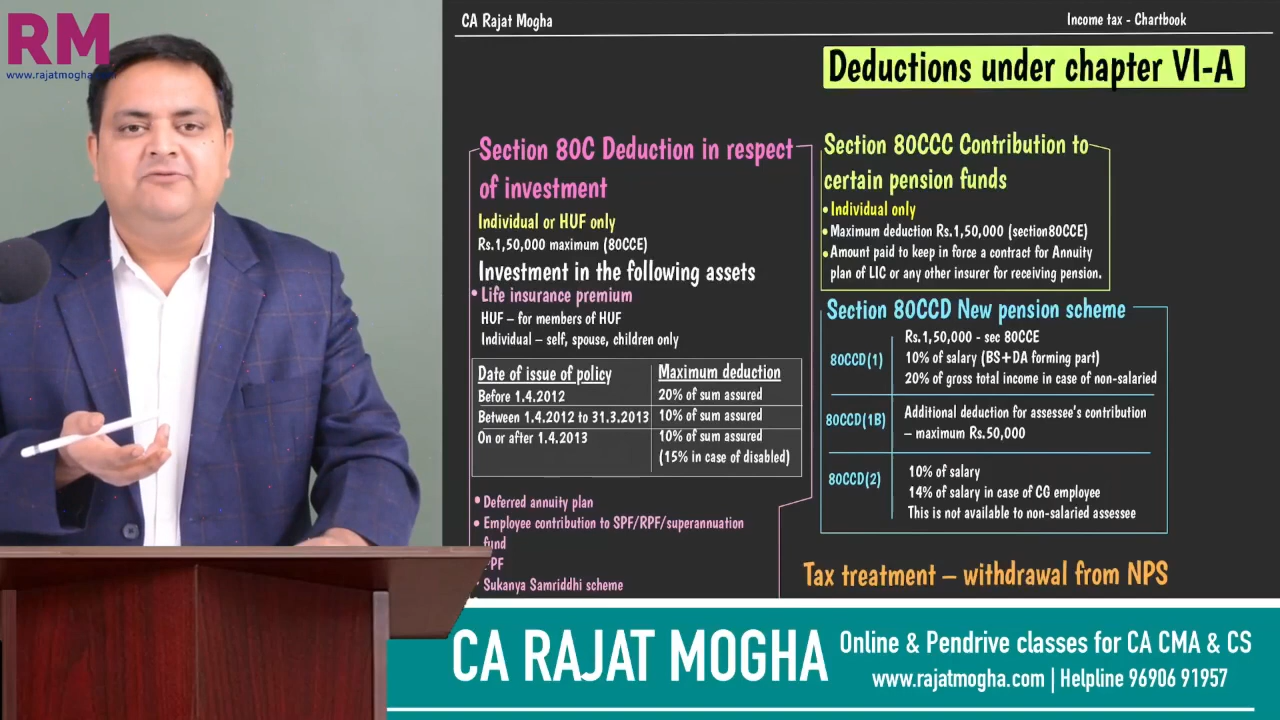 RM
www.rajatmogha.com
CA Rajat Mogha
Income tax - Chartbook
Deductions under chapter VI-A
Section 80C Deduction in respect
of investment
Individual or HUF only
Rs.1,50,000 maximum (80CCE)
Investment in the following assets
• Life insurance premium
HUF – for members of HUF
Individual – self, spouse, children only
Date of issue of policy Maximum deduction
Before 1.4.2012 20% of sum assured
Between 1.4.2012 to 31.3.2013 10% of sum assured
On or after 1.4.2013 10% of sum assured
(15% in case of disabled)
• Deferred annuity plan
• Employee contribution to SPF/RPF/superannuation
fund
PF
Sukanya Samriddhi scheme
Section 80CCC Contribution to
certain pension funds
• Individual only
• Maximum deduction Rs.1,50,000 (section80CCE)
• Amount paid to keep in force a contract for Annuity
plan of LIC or any other insurer for receiving pension.
Section 80CCD New pension scheme
80CCD(1)
Rs.1,50,000 - sec 80CCE
10% of salary (BS+DA forming part)
20% of gross total income in case of non-salaried
80CCD(1B)
Additional deduction for assessee's contribution
– maximum Rs.50,000
80CCD(2)
10% of salary
14% of salary in case of CG employee
This is not available to non-salaried assessee
Tax treatment – withdrawal from NPS
CA RAJAT MOGHA
Online & Pendrive classes for CA CMA & CS
www.rajatmogha.com | Helpline 96906 91957